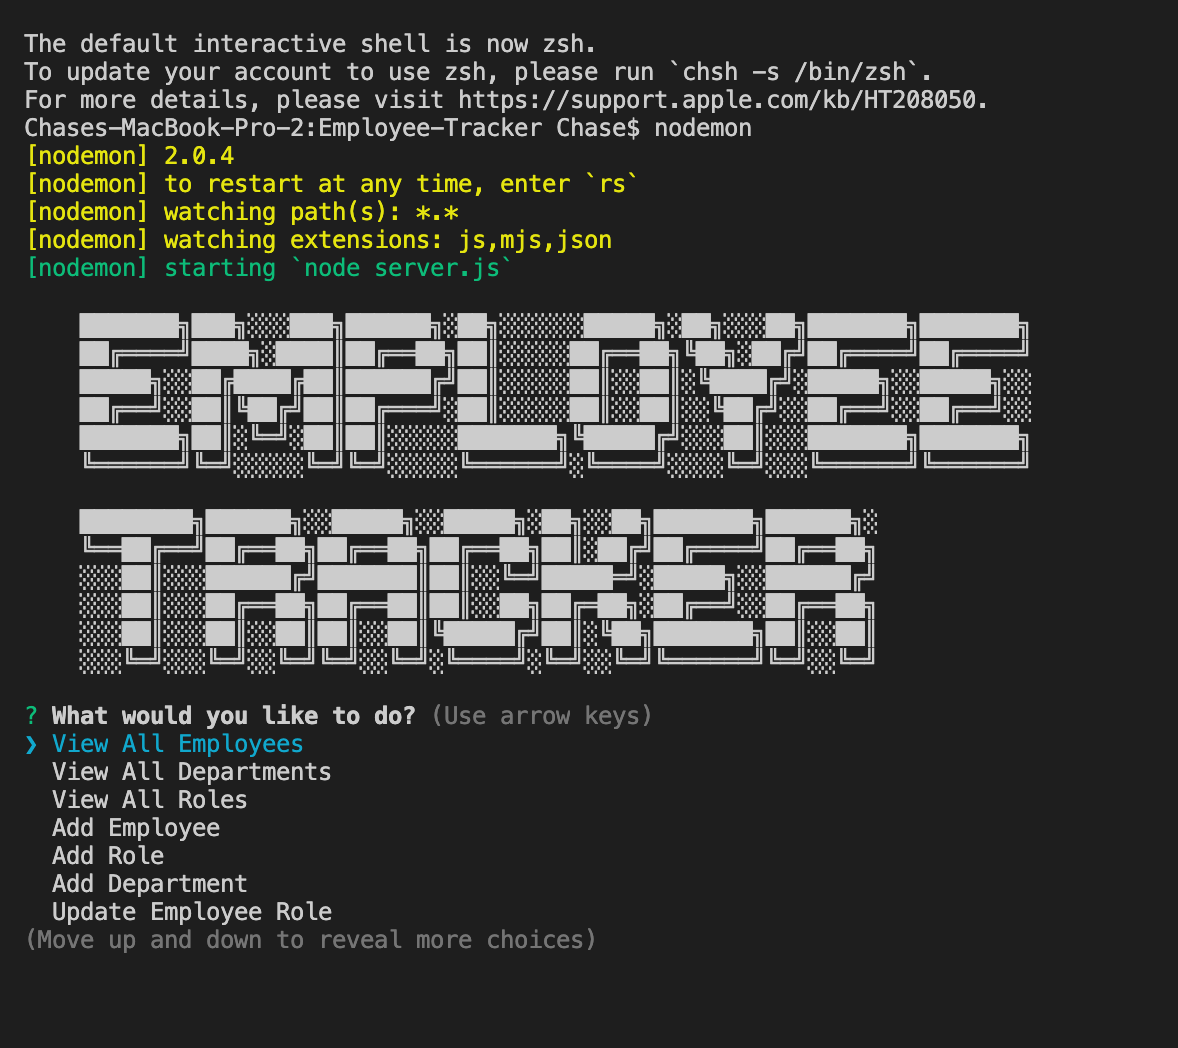 The default interactive shell is now zsh.
To update your account to use zsh, please run `chsh -s /bin/zsh`.
For more details, please visit https://support.apple.com/kb/HT208050.
Chases-MacBook-Pro-2:Employee-Tracker Chase$ nodemon
[nodemon] 2.0.4
[nodemon] to restart at any time, enter `rs`
[nodemon] watching path(s): *.*
[nodemon] watching extensions: js,mjs,json
[nodemon] starting `node server.js`
EMPLOYEE
TRACKER
? What would you like to do? (Use arrow keys)
❯ View All Employees
View All Departments
View All Roles
Add Employee
Add Role
Add Department
Update Employee Role
(Move up and down to reveal more choices)